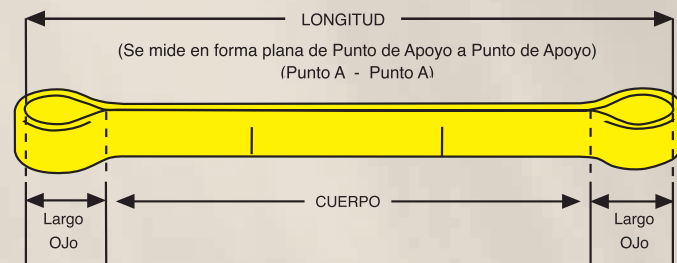 LONGITUD
(Se mide en forma plana de Punto de Apoyo a Punto de Apoyo)
(Punto A - Punto A)
CUERPO
Largo
OJo
Largo
OJo